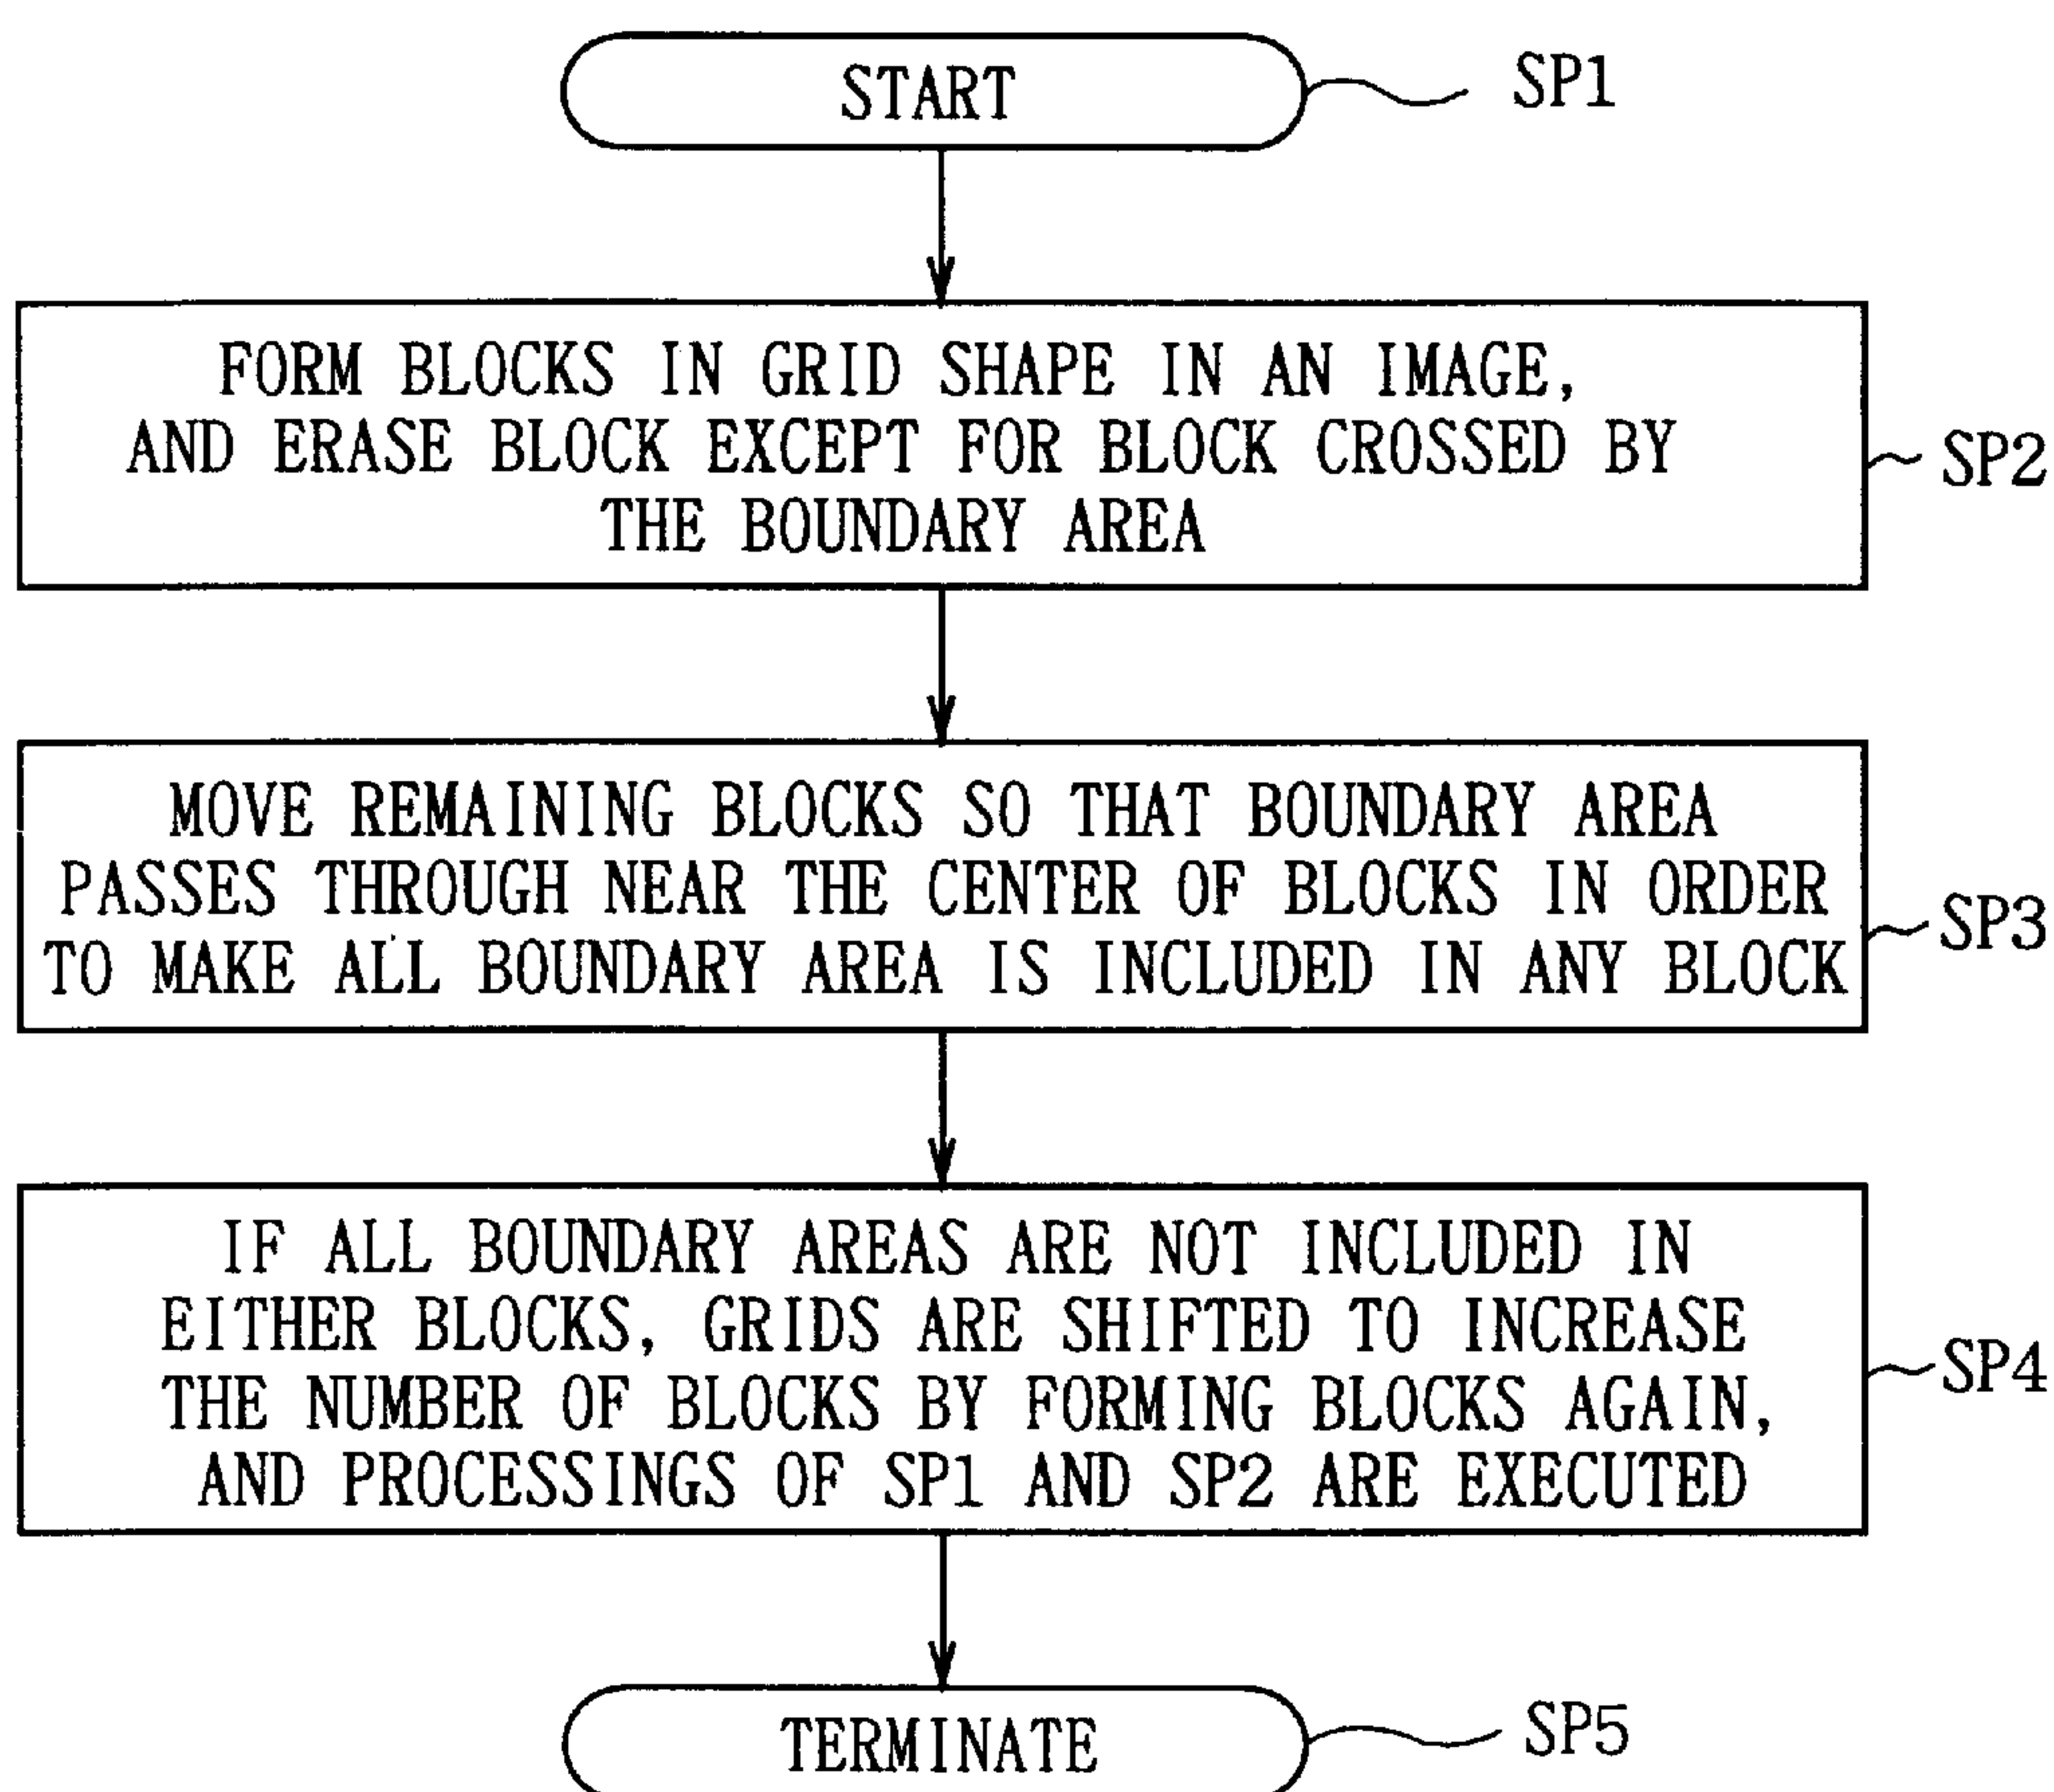 START
SP1
FORM BLOCKS IN GRID SHAPE IN AN IMAGE,
AND ERASE BLOCK EXCEPT FOR BLOCK CROSSED BY
THE BOUNDARY AREA
SP2
MOVE REMAINING BLOCKS SO THAT BOUNDARY AREA
PASSES THROUGH NEAR THE CENTER OF BLOCKS IN ORDER
TO MAKE ALL BOUNDARY AREA IS INCLUDED IN ANY BLOCK
SP3
IF ALL BOUNDARY AREAS ARE NOT INCLUDED IN
EITHER BLOCKS, GRIDS ARE SHIFTED TO INCREASE
THE NUMBER OF BLOCKS BY FORMING BLOCKS AGAIN,
AND PROCESSINGS OF SP1 AND SP2 ARE EXECUTED
SP4
TERMINATE
SP5